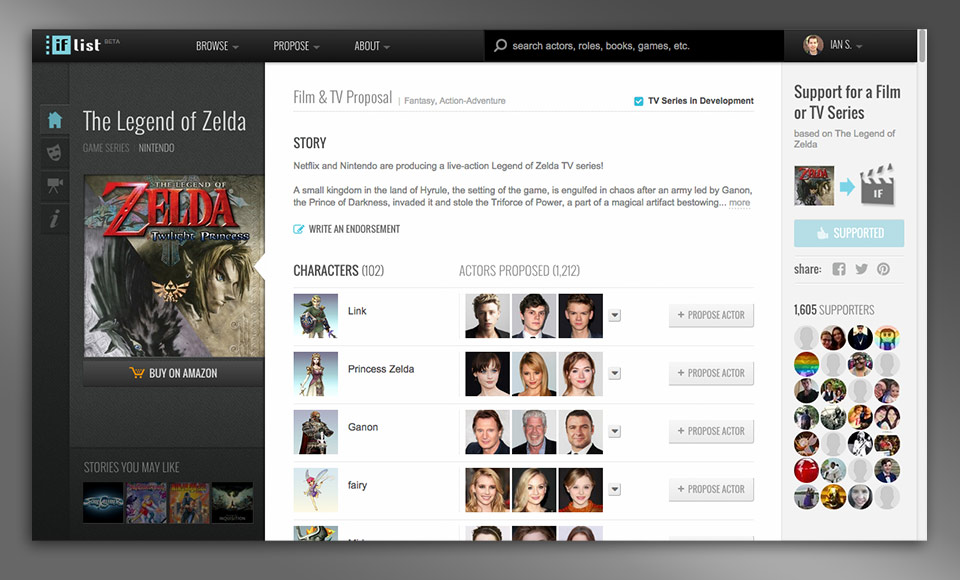 if list BETA
BROWSE
PROPOSE
ABOUT
search actors, roles, books, games, etc.
IAN S.
The Legend of Zelda
GAME SERIES NINTENDO
THE LEGEND OF
ZELDA
Twilight Princess
BUY ON AMAZON
STORIES YOU MAY LIKE
Film & TV Proposal | Fantasy, Action-Adventure
TV Series in Development
STORY
Netflix and Nintendo are producing a live-action Legend of Zelda TV series!
A small kingdom in the land of Hyrule, the setting of the game, is engulfed in chaos after an army led by Ganon,
the Prince of Darkness, invaded it and stole the Triforce of Power, a part of a magical artifact bestowing... more
WRITE AN ENDORSEMENT
CHARACTERS (102)
ACTORS PROPOSED (1,212)
Link
+ PROPOSE ACTOR
Princess Zelda
+ PROPOSE ACTOR
Ganon
+ PROPOSE ACTOR
fairy
+ PROPOSE ACTOR
Support for a Film
or TV Series
based on The Legend of
Zelda
IF
SUPPORTED
share:
1,605 SUPPORTERS